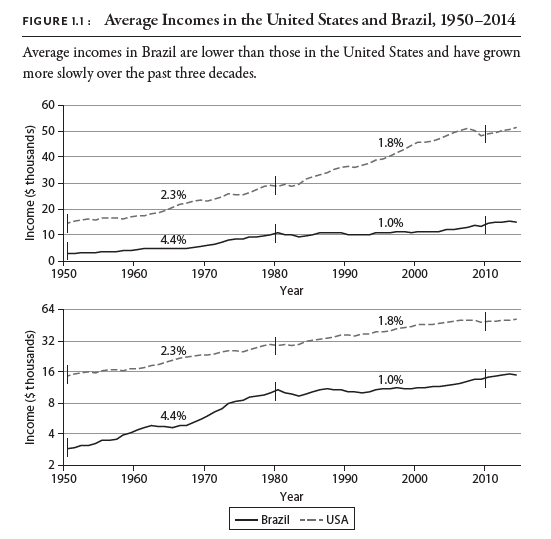 FIGURE 1.1: Average Incomes in the United States and Brazil, 1950–2014
Average incomes in Brazil are lower than those in the United States and have grown
more slowly over the past three decades.
60
50
40
30
20
10
0
Income ($ thousands)
2.3%
4.4%
1.8%
1.0%
1950 1960 1970 1980 1990 2000 2010
Year
64
32
16
8
4
2
Income ($ thousands)
2.3%
4.4%
1.8%
1.0%
1950 1960 1970 1980 1990 2000 2010
Year
Brazil USA